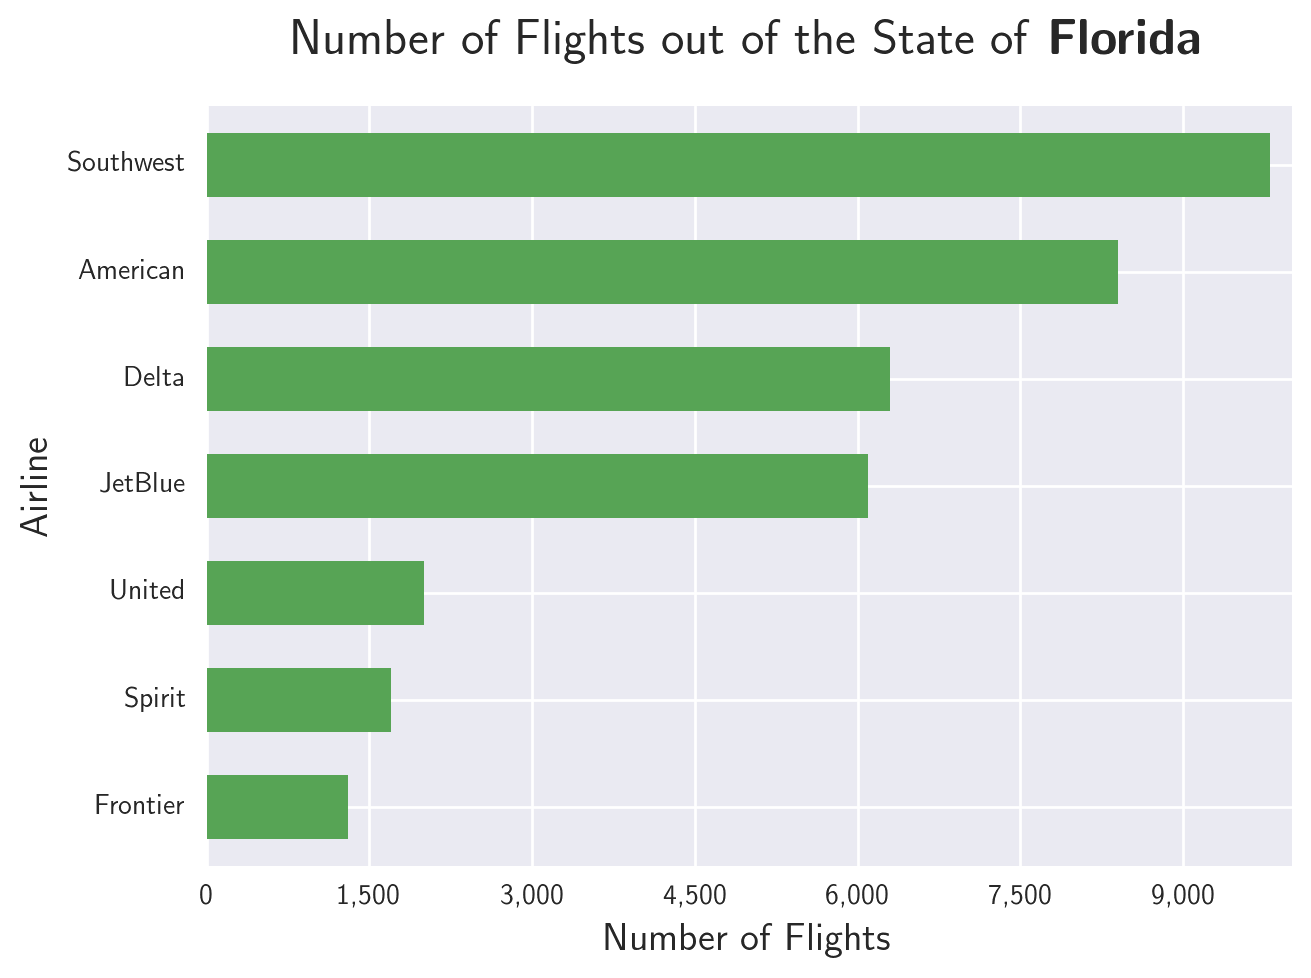 Number of Flights out of the State of Florida
Southwest
American
Delta
JetBlue
United
Spirit
Frontier
Airline
0 1,500 3,000 4,500 6,000 7,500 9,000
Number of Flights